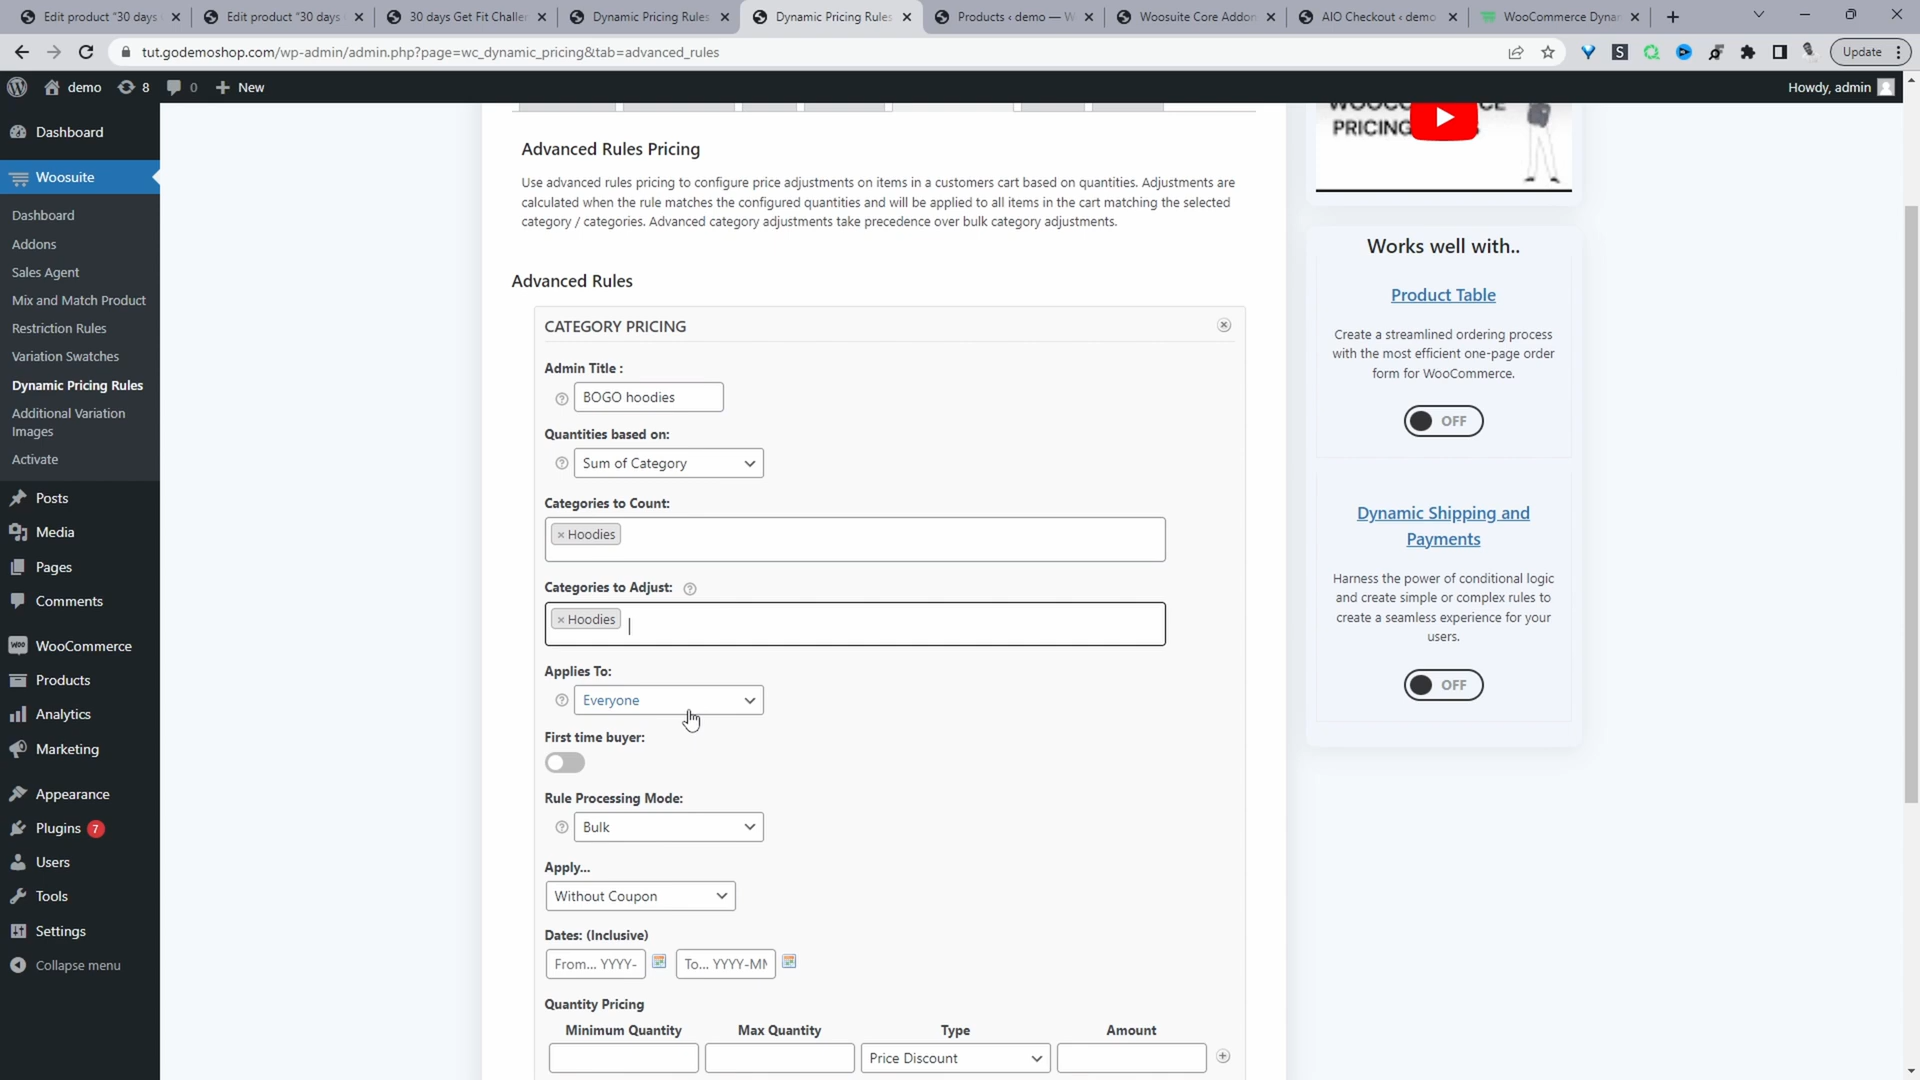 Edit product "30 days
Edit product "30 days
30 days Get Fit Challer
Dynamic Pricing Rules
Dynamic Pricing Rules
Products ‹ demo — W
Woosuite Core Addon
AIO Checkout ‹ demo
WooCommerce Dynar
tut.godemoshop.com/wp-admin/admin.php?page=wc_dynamic_pricing&tab=advanced_rules
Update
demo
8
0
New
Howdy, admin
Dashboard
Woosuite
Dashboard
Addons
Sales Agent
Mix and Match Product
Restriction Rules
Variation Swatches
Dynamic Pricing Rules
Additional Variation
Images
Activate
Posts
Media
Pages
Comments
WooCommerce
Products
Analytics
Marketing
Appearance
Plugins 7
Users
Tools
Settings
Collapse menu
Advanced Rules Pricing
Use advanced rules pricing to configure price adjustments on items in a customers cart based on quantities. Adjustments are
calculated when the rule matches the configured quantities and will be applied to all items in the cart matching the selected
category / categories. Advanced category adjustments take precedence over bulk category adjustments.
Advanced Rules
CATEGORY PRICING
Admin Title :
BOGO hoodies
Quantities based on:
Sum of Category
Categories to Count:
× Hoodies
Categories to Adjust:
× Hoodies
Applies To:
Everyone
First time buyer:
Rule Processing Mode:
Bulk
Apply...
Without Coupon
Dates: (Inclusive)
From... YYYY-
To... YYYY-MM
Quantity Pricing
Minimum Quantity
Max Quantity
Type
Amount
Price Discount
PRICING
Works well with..
Product Table
Create a streamlined ordering process
with the most efficient one-page order
form for WooCommerce.
OFF
Dynamic Shipping and
Payments
Harness the power of conditional logic
and create simple or complex rules to
create a seamless experience for your
users.
OFF